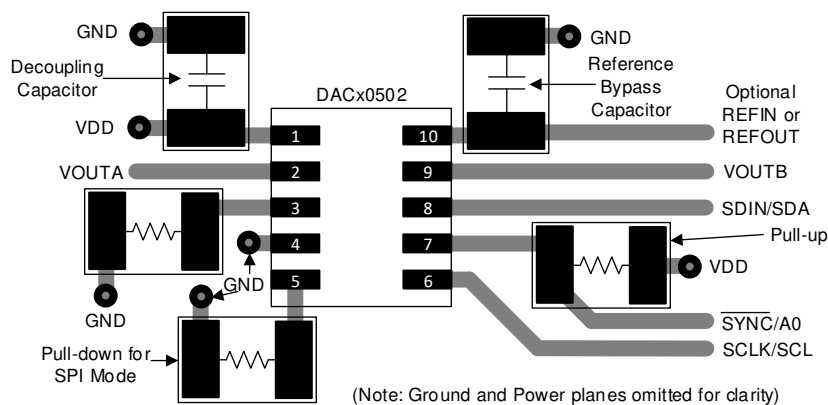 GND
Decoupling
Capacitor
VDD
VOUTA
DACx0502
GND
Reference
Bypass
Capacitor
Optional
REFIN or
REFOUT
1
2
3
4
5
10
9
8
7
6
VOUTB
SDIN/SDA
Pull-up
VDD
SYNC/A0
SCLK/SCL
GND
GND
Pull-down for
SPI Mode
(Note: Ground and Power planes omitted for clarity)